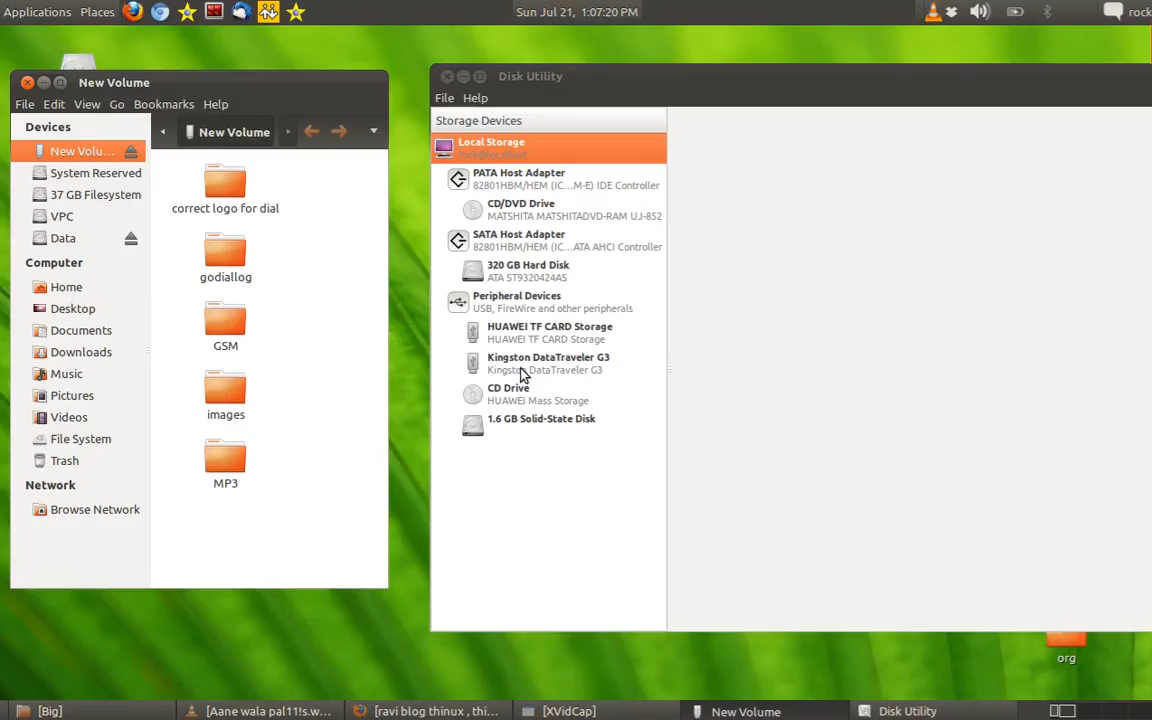 Applications Places Sun Jul 21, 1:07:20 PM rock
New Volume
File Edit View Go Bookmarks Help
Devices
New Volu...
System Reserved
37 GB Filesystem
VPC
Data
Computer
Home
Desktop
Documents
Downloads
Music
Pictures
Videos
File System
Trash
Network
Browse Network
New Volume
correct logo for dial
godiallog
GSM
images
MP3
Disk Utility
File Help
Storage Devices
Local Storage
rock@localhost
PATA Host Adapter
82801HBM/HEM (IC...M-E) IDE Controller
CD/DVD Drive
MATSHITA MATSHITADVD-RAM UJ-852
SATA Host Adapter
82801HBM/HEM (IC...ATA AHCI Controller
320 GB Hard Disk
ATA ST9320424AS
Peripheral Devices
USB, FireWire and other peripherals
HUAWEI TF CARD Storage
HUAWEI TF CARD Storage
Kingston DataTraveler G3
Kingston DataTraveler G3
CD Drive
HUAWEI Mass Storage
1.6 GB Solid-State Disk
org
[Big] [Aane wala pal11!s.w... [ravi blog thinux , thi... [XVidCap] New Volume Disk Utility